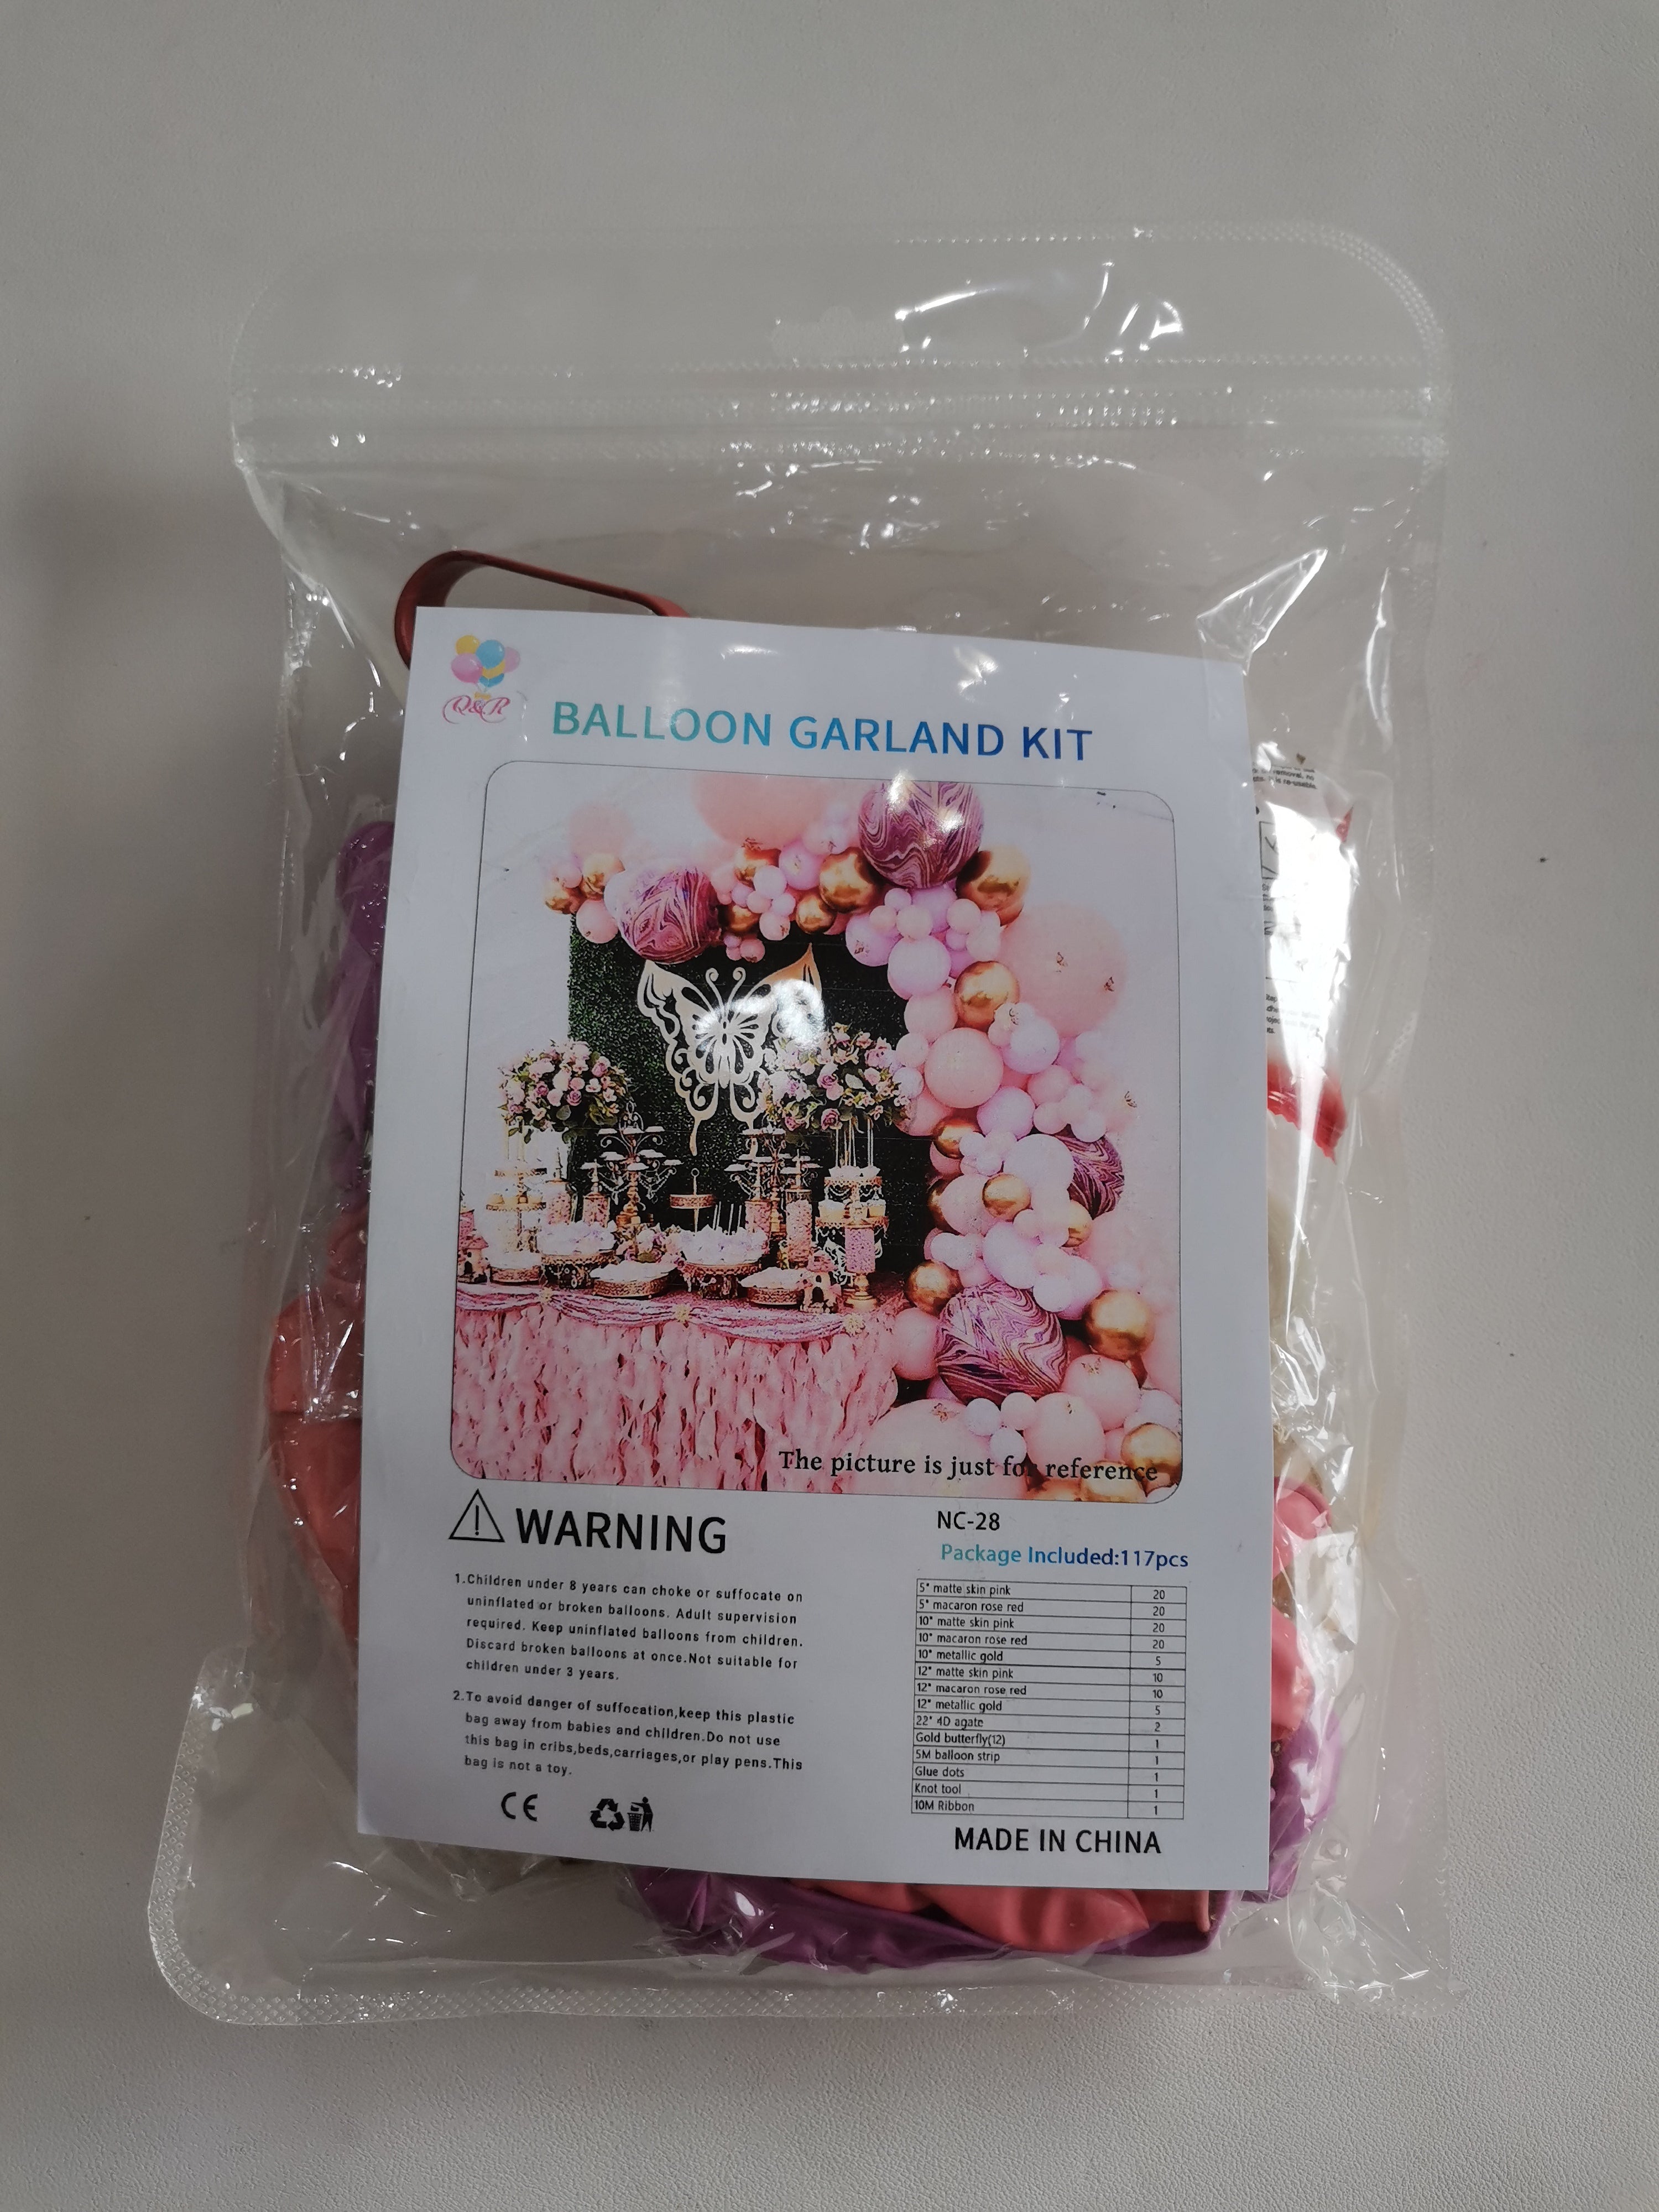 Q&R
BALLOON GARLAND KIT
removal. An
is re-usable.
The picture is just for reference
WARNING
1.Children under 8 years can choke or suffocate on
uninflated or broken balloons. Adult supervision
required. Keep uninflated balloons from children.
Discard broken balloons at once.Not suitable for
children under 3 years.
2.To avoid danger of suffocation,keep this plastic
bag away from babies and children.Do not use
this bag in cribs,beds,carriages,or play pens.This
bag is not a toy.
CE
NC-28
Package Included:117pcs
5" matte skin pink 20
5" macaron rose red 20
10" matte skin pink 20
10" macaron rose red 20
10" metallic gold 5
12" matte skin pink 10
12" macaron rose red 10
12" metallic gold 5
22" 4D agate 2
Gold butterfly(12) 1
5M balloon strip 1
Glue dots 1
Knot tool 1
10M Ribbon 1
MADE IN CHINA